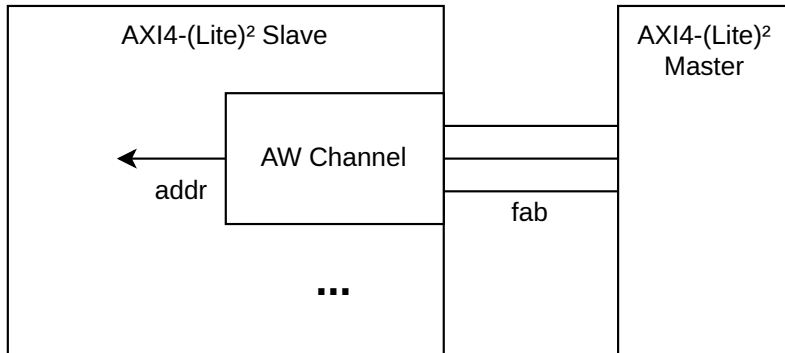 AXI4-(Lite)² Slave
AXI4-(Lite)²
Master
AW Channel
addr
fab
...